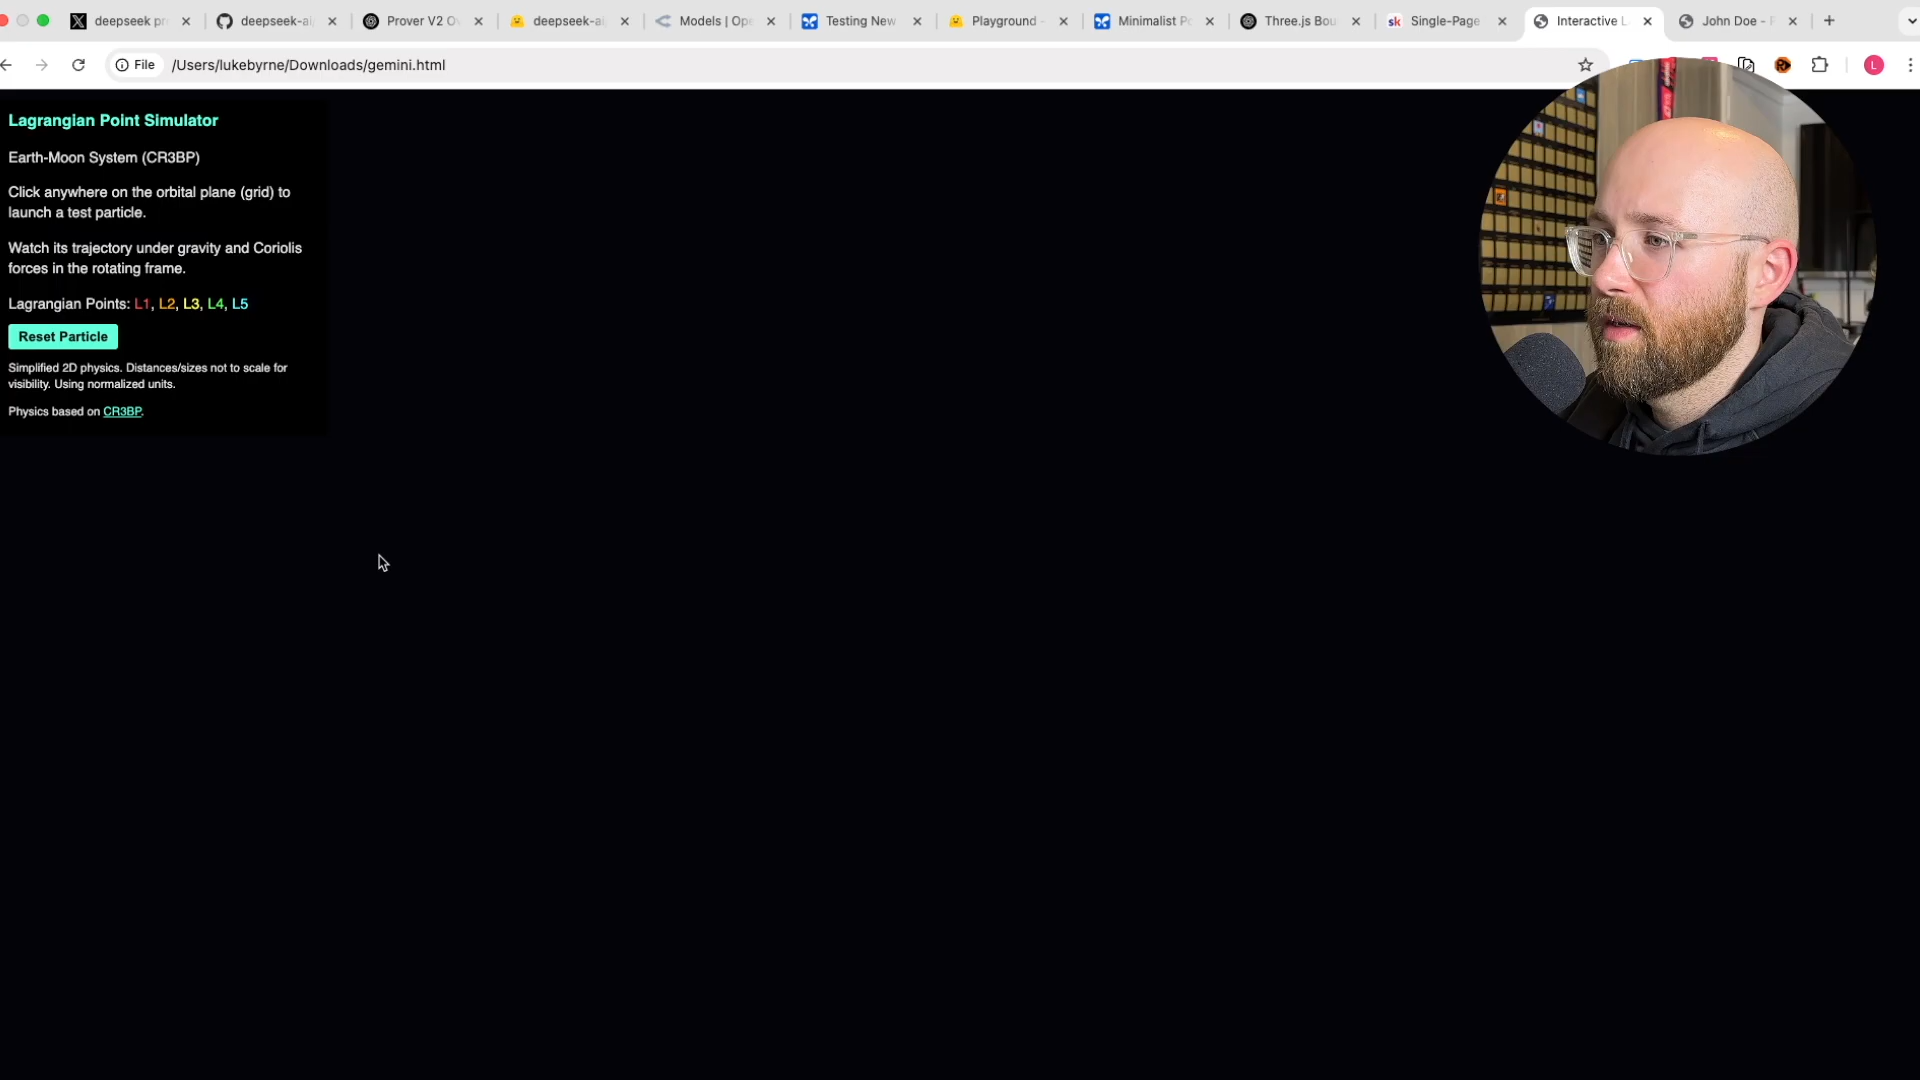 deepseek pr
deepseek-ai
Prover V2 O
deepseek-ai
Models | Ope
Testing New
Playground -
Minimalist Po
Three.js Bou
sk Single-Page
Interactive L
John Doe -
File /Users/lukebyrne/Downloads/gemini.html
L
Lagrangian Point Simulator
Earth-Moon System (CR3BP)
Click anywhere on the orbital plane (grid) to
launch a test particle.
Watch its trajectory under gravity and Coriolis
forces in the rotating frame.
Lagrangian Points: L1, L2, L3, L4, L5
Reset Particle
Simplified 2D physics. Distances/sizes not to scale for
visibility. Using normalized units.
Physics based on CR3BP.